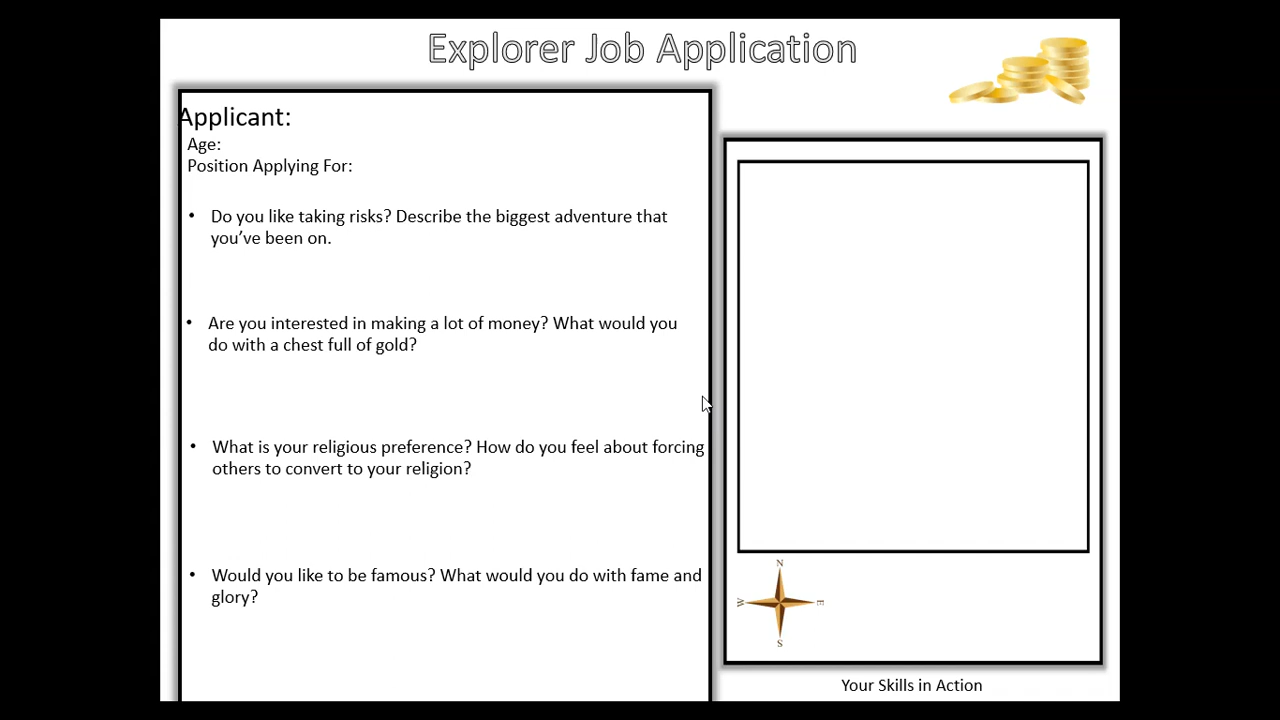 Explorer Job Application
Applicant:
Age:
Position Applying For:
• Do you like taking risks? Describe the biggest adventure that
you’ve been on.
• Are you interested in making a lot of money? What would you
do with a chest full of gold?
• What is your religious preference? How do you feel about forcing
others to convert to your religion?
• Would you like to be famous? What would you do with fame and
glory?
N
W
E
S
Your Skills in Action